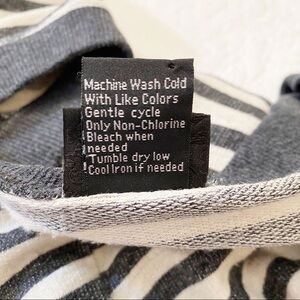 Machine Wash Cold
With Like Colors
Gentle cycle
Only Non-Chlorine
Bleach when
needed
Tumble dry low
Cool Iron if needed